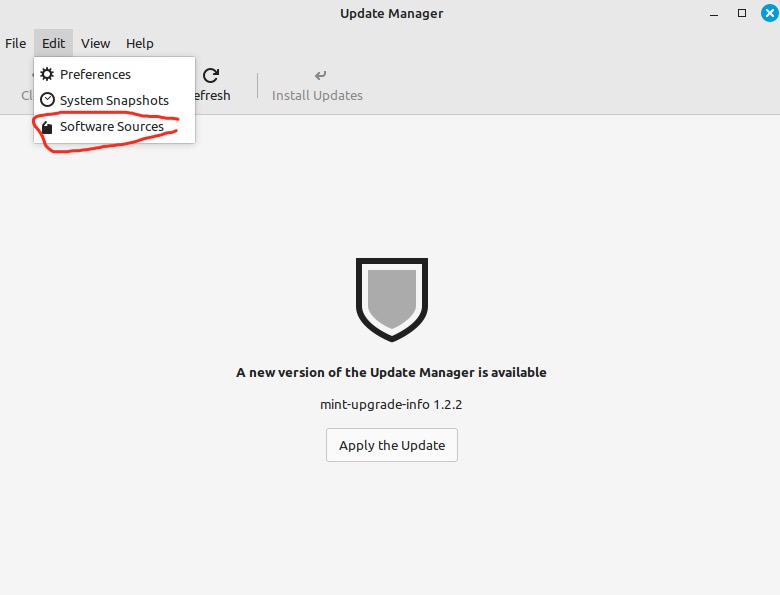 Update Manager
File Edit View Help
Preferences
System Snapshots
Software Sources
Cl
efresh
Install Updates
A new version of the Update Manager is available
mint-upgrade-info 1.2.2
Apply the Update